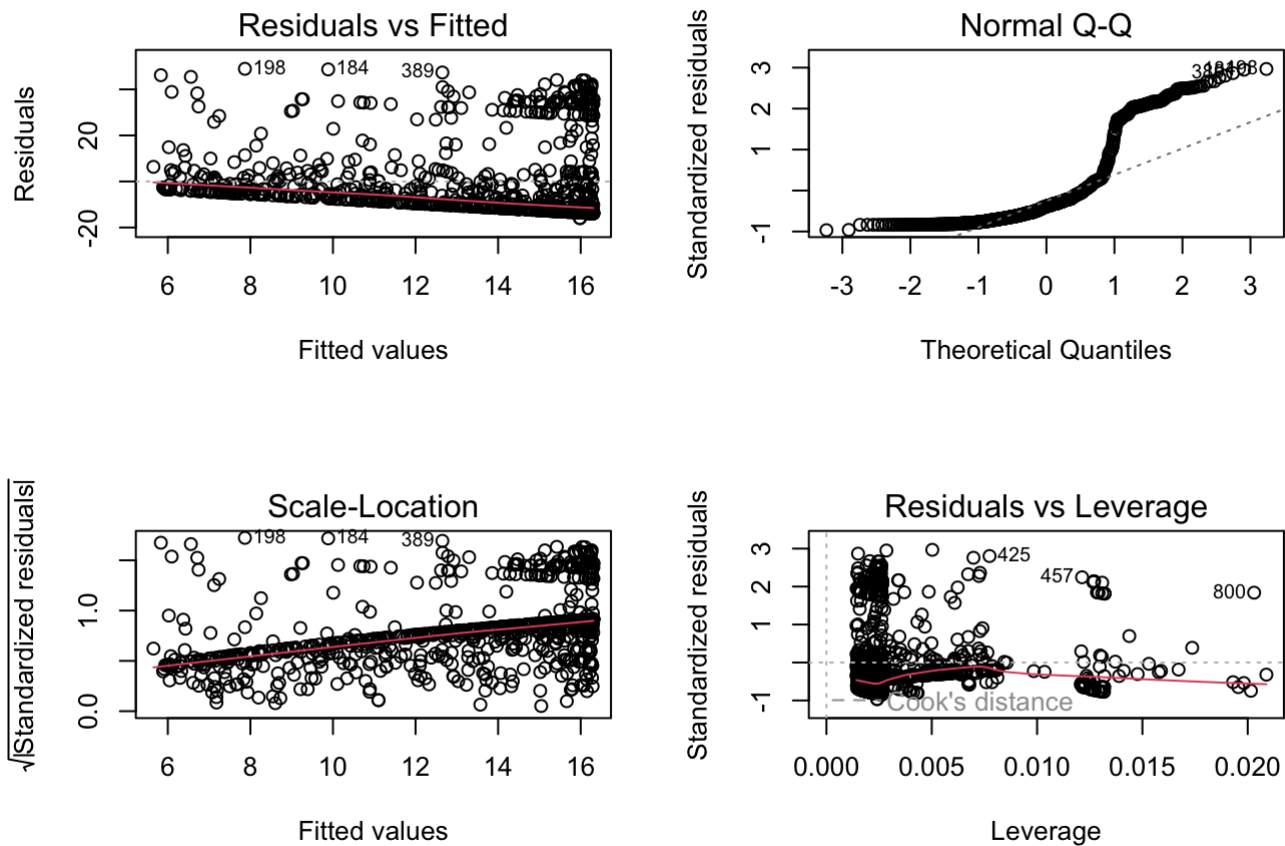 Residuals vs Fitted
Residuals
20
-20
198
184
389
6 8 10 12 14 16
Fitted values
Normal Q-Q
Standardized residuals
3
2
1
-1
-3 -2 -1 0 1 2 3
Theoretical Quantiles
Scale-Location
√|Standardized residuals|
1.0
0.0
198
184
389
6 8 10 12 14 16
Fitted values
Residuals vs Leverage
Standardized residuals
3
2
1
-1
425
457
800
Cook's distance
0.000 0.005 0.010 0.015 0.020
Leverage